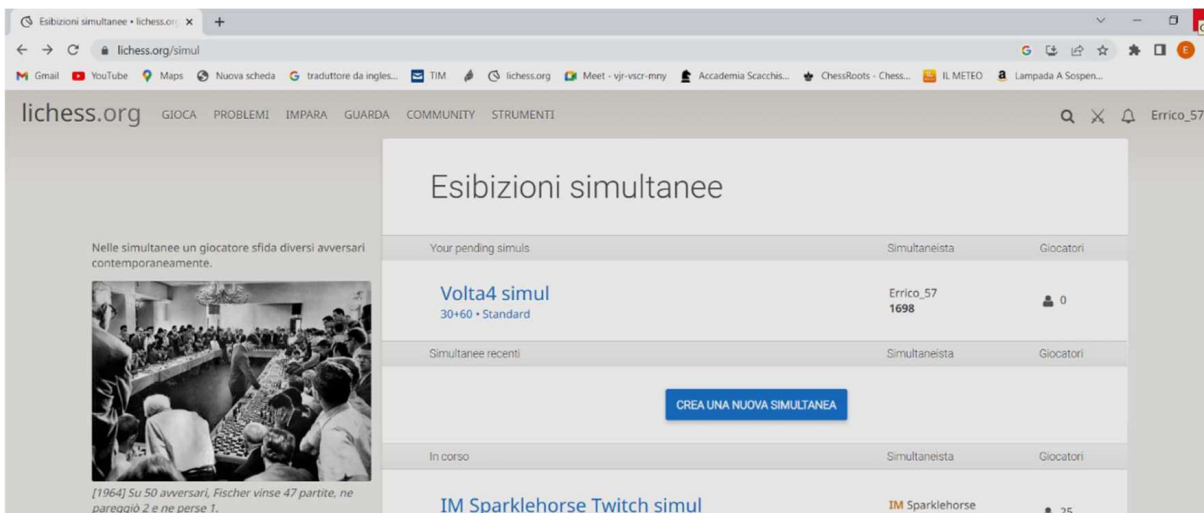 Esibizioni simultanee • lichess.org
lichess.org/simul
Gmail YouTube Maps Nuova scheda traduttore da ingles... TIM lichess.org Meet - vjr-vscr-mny Accademia Scacchis... ChessRoots - Chess... IL METEO Lampada A Sospen...
lichess.org GIOCA PROBLEMI IMPARA GUARDA COMMUNITY STRUMENTI Errico_57
Esibizioni simultanee
Nelle simultanee un giocatore sfida diversi avversari
contemporaneamente.
Your pending simuls Simultaneista Giocatori
Volta4 simul Errico_57 0
30+60 • Standard 1698
Simultanee recenti Simultaneista Giocatori
CREA UNA NUOVA SIMULTANEA
In corso Simultaneista Giocatori
[1964] Su 50 avversari, Fischer vinse 47 partite, ne
pareggiò 2 e ne perse 1.
IM Sparklehorse Twitch simul IM Sparklehorse 25